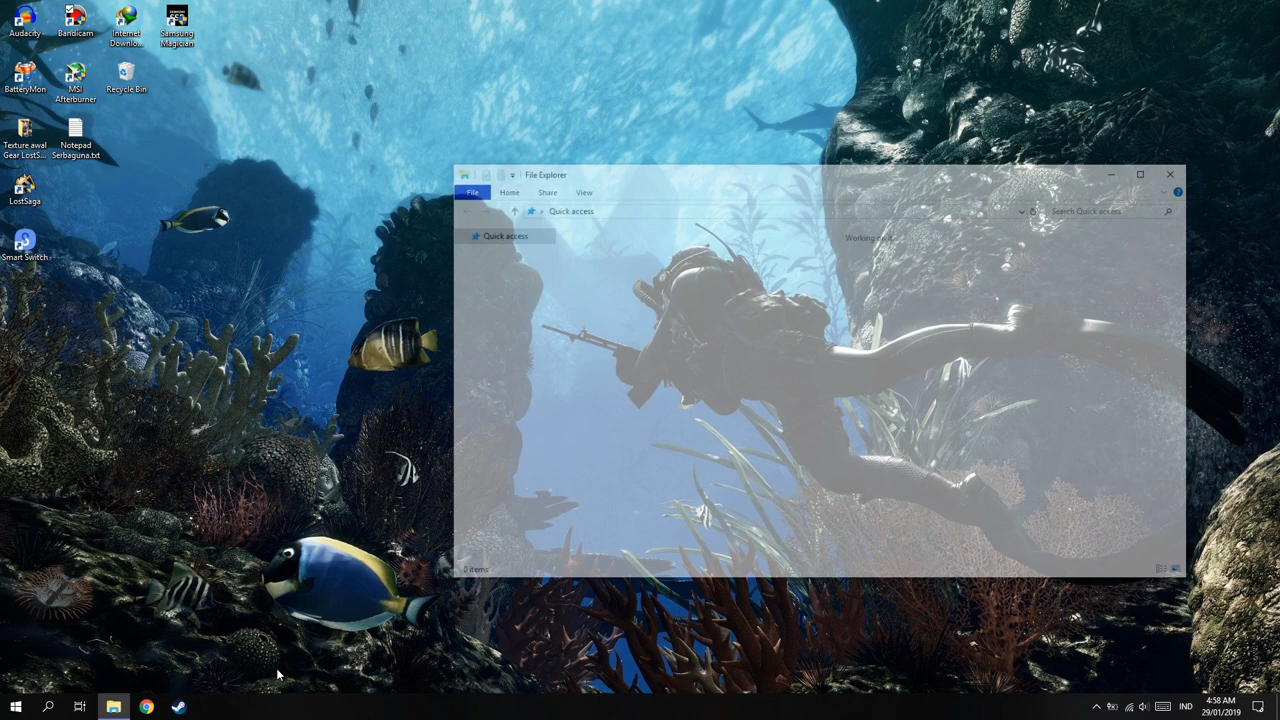 Audacity
Bandicam
Internet
Downlo...
Samsung
Magician
BatteryMon
MSI
Afterburner
Recycle Bin
Texture awal
Gear LostS...
Notepad
Serbaguna.txt
LostSaga
Smart Switch
File Explorer
File
Home
Share
View
Quick access
Search Quick access
Quick access
Working on it...
0 items
IND
4:58 AM
29/01/2019